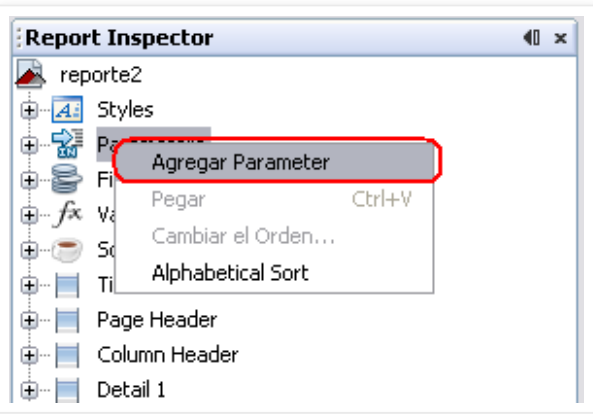 Report Inspector
reporte2
Styles
Agregar Parameter
Pegar Ctrl+V
Cambiar el Orden...
Alphabetical Sort
Page Header
Column Header
Detail 1